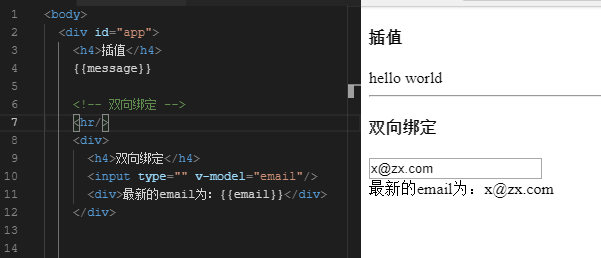 1 <body>
2 <div id="app">
3 <h4>插值</h4>
4 {{message}}
5
6 <!-- 双向绑定 -->
7 <hr/>
8 <div>
9 <h4>双向绑定</h4>
10 <input type="" v-model="email"/>
11 <div>最新的email为: {{email}}</div>
12 </div>
13
14
插值
hello world
双向绑定
x@zx.com
最新的email为：x@zx.com